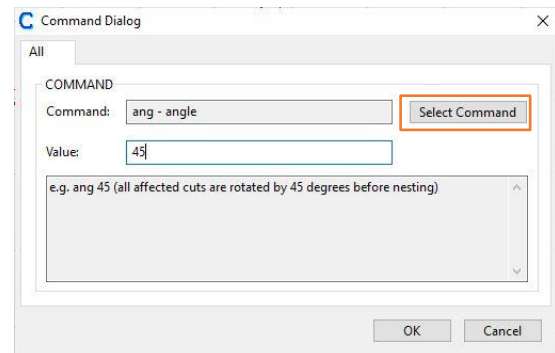 Command Dialog
All
COMMAND
Command: ang - angle Select Command
Value: 45
e.g. ang 45 (all affected cuts are rotated by 45 degrees before nesting)
OK Cancel